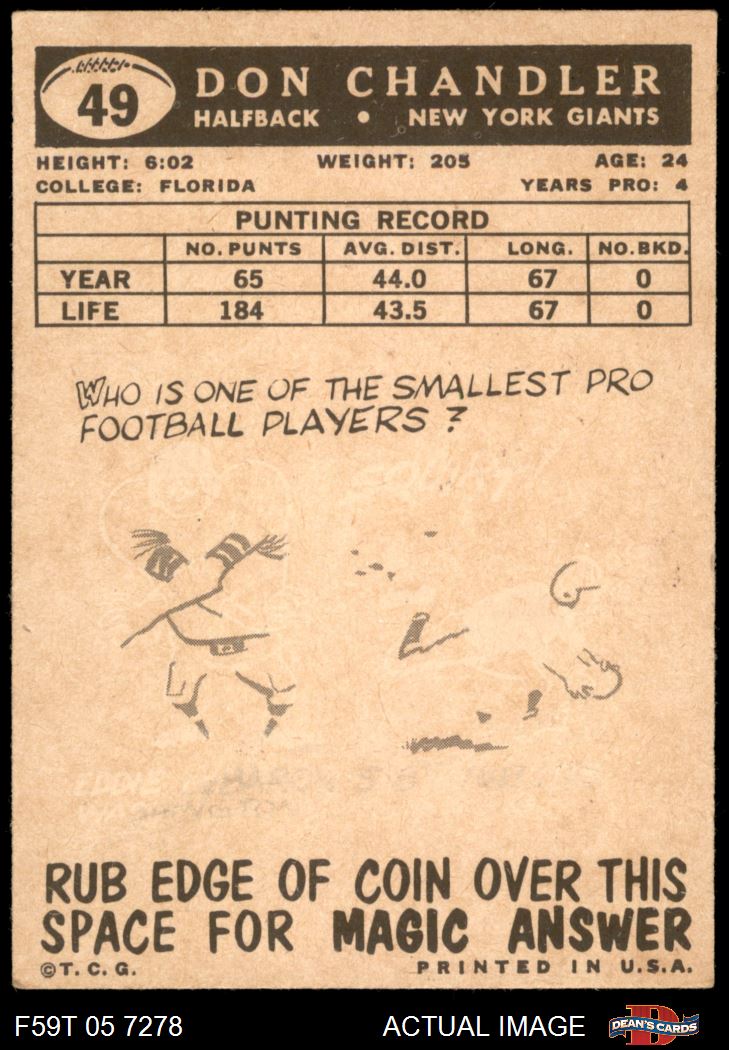 49
DON CHANDLER
HALFBACK • NEW YORK GIANTS
HEIGHT: 6:02 WEIGHT: 205 AGE: 24
COLLEGE: FLORIDA YEARS PRO: 4
PUNTING RECORD
NO. PUNTS AVG. DIST. LONG. NO. BKD.
YEAR 65 44.0 67 0
LIFE 184 43.5 67 0
WHO IS ONE OF THE SMALLEST PRO
FOOTBALL PLAYERS?
EDDIE
WASHINGTON
RUB EDGE OF COIN OVER THIS
SPACE FOR MAGIC ANSWER
©T. C. G. PRINTED IN U.S.A.
F59T 05 7278 ACTUAL IMAGE DEAN'S CARDS